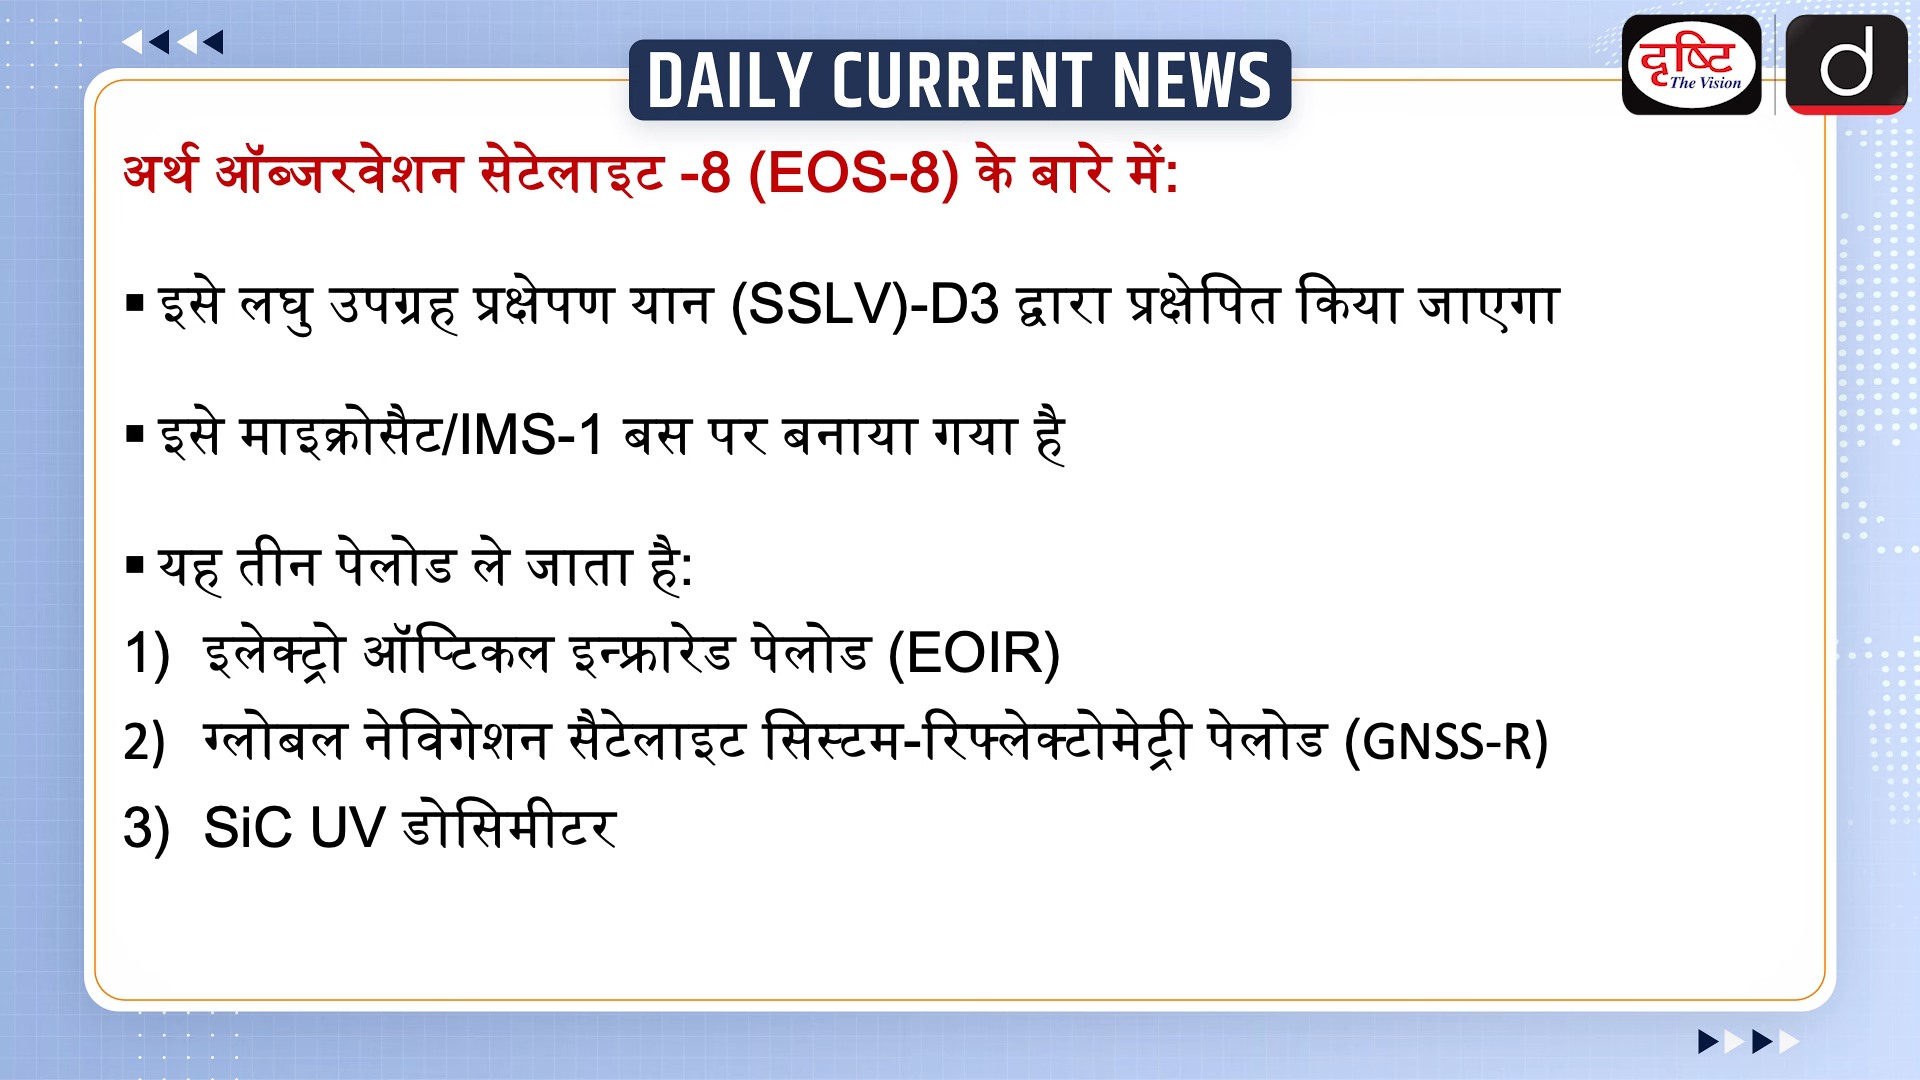 DAILY CURRENT NEWS
दृष्टि
The Vision
d
अर्थ ऑब्जरवेशन सेटेलाइट -8 (EOS-8) के बारे में:
▪ इसे लघु उपग्रह प्रक्षेपण यान (SSLV)-D3 द्वारा प्रक्षेपित किया जाएगा
▪ इसे माइक्रोसैट/IMS-1 बस पर बनाया गया है
▪ यह तीन पेलोड ले जाता है:
1) इलेक्ट्रो ऑप्टिकल इन्फ्रारेड पेलोड (EOIR)
2) ग्लोबल नेविगेशन सैटेलाइट सिस्टम-रिफ्लेक्टोमेट्री पेलोड (GNSS-R)
3) SiC UV डोसिमीटर